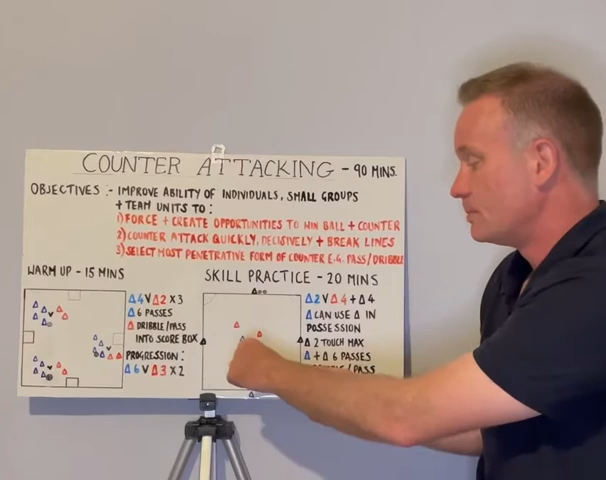 COUNTER ATTACKING - 90 MINS.
OBJECTIVES :- IMPROVE ABILITY OF INDIVIDUALS, SMALL GROUPS
+ TEAM UNITS TO :
1) FORCE + CREATE OPPORTUNITIES TO WIN BALL + COUNTER
2) COUNTER ATTACK QUICKLY, DECISIVELY + BREAK LINES
3) SELECT MOST PENETRATIVE FORM OF COUNTER E.G. PASS/DRIBBLE
WARM UP - 15 MINS
Δ4 V Δ2 X 3
Δ 6 PASSES
Δ DRIBBLE/PASS
INTO SCORE BOX
PROGRESSION :
Δ6 V Δ3 X 2
SKILL PRACTICE - 20 MINS
Δ2 V Δ4 + Δ4
Δ CAN USE Δ IN
POSSESSION
Δ 2 TOUCH MAX
Δ + Δ 6 PASSES
/PASS